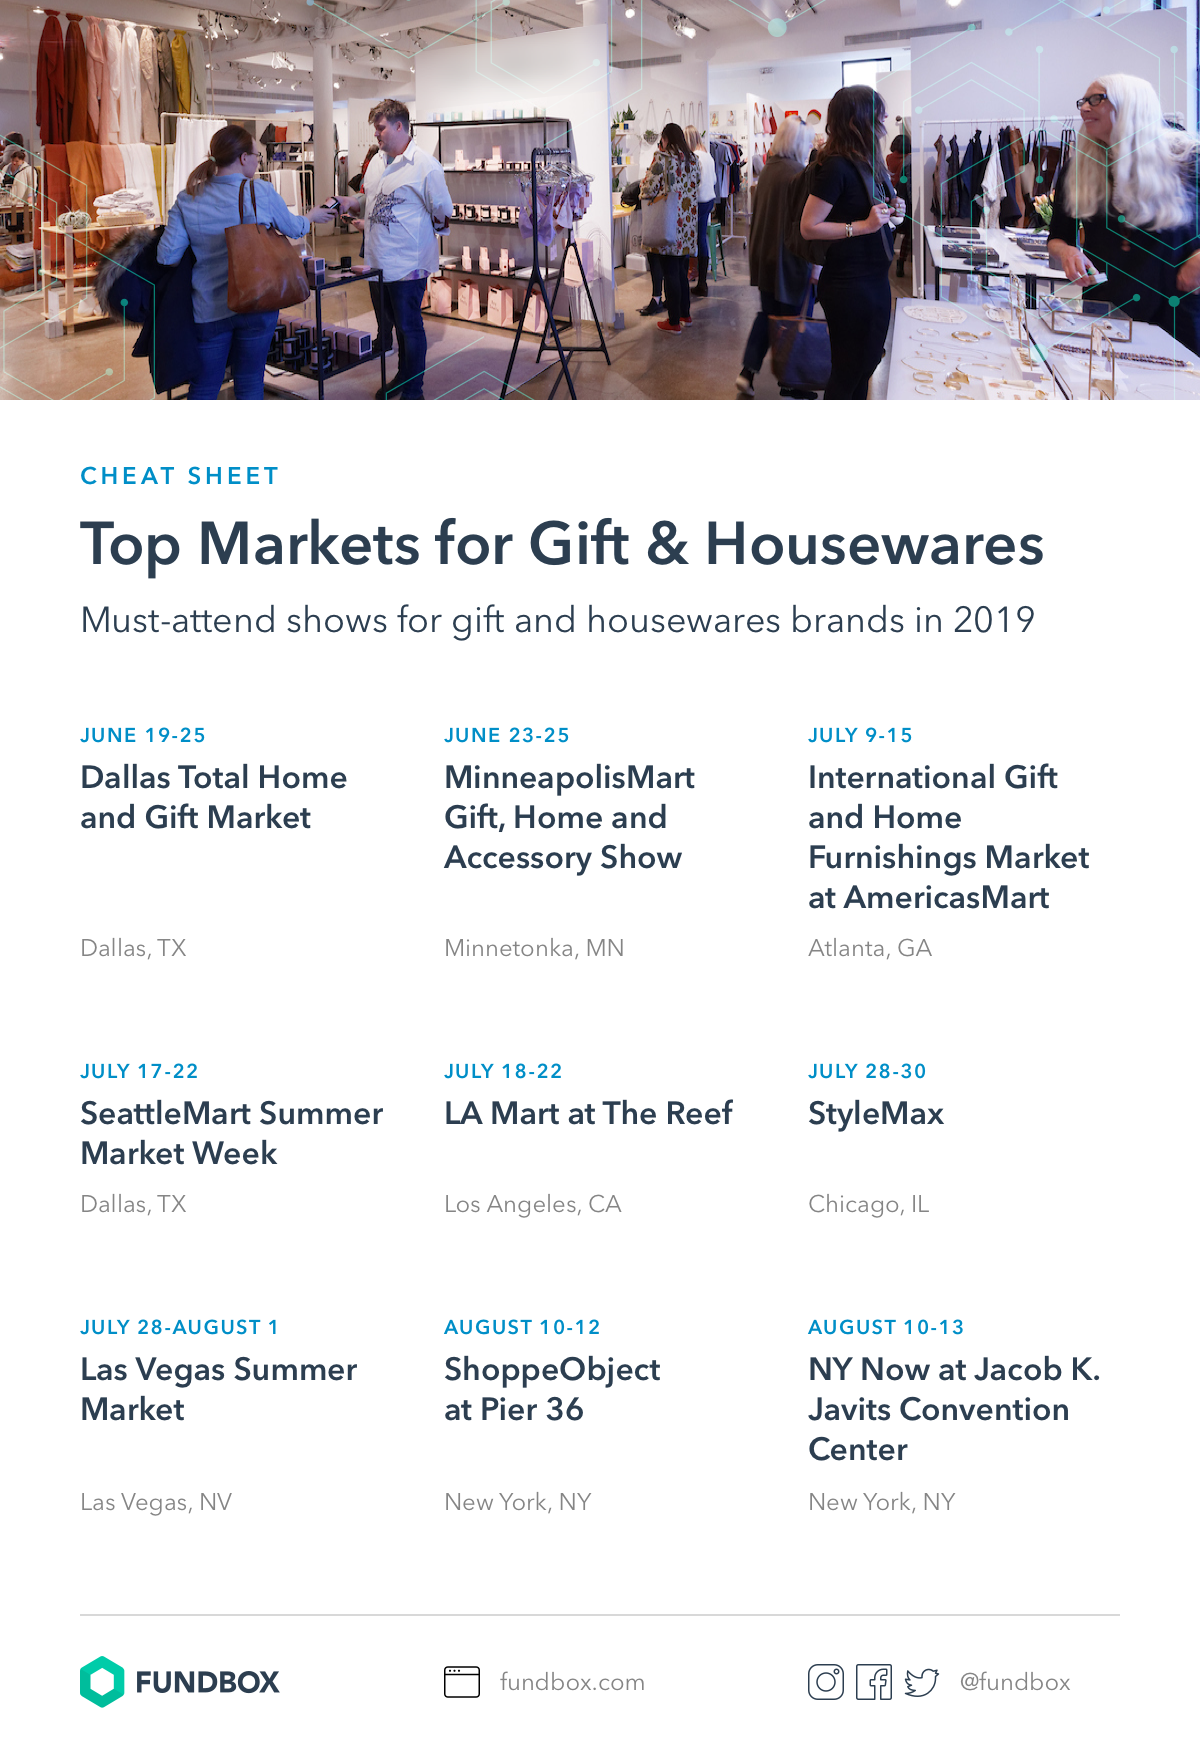 CHEAT SHEET
Top Markets for Gift & Housewares
Must-attend shows for gift and housewares brands in 2019
JUNE 19-25
Dallas Total Home
and Gift Market
Dallas, TX
JUNE 23-25
MinneapolisMart
Gift, Home and
Accessory Show
Minnetonka, MN
JULY 9-15
International Gift
and Home
Furnishings Market
at AmericasMart
Atlanta, GA
JULY 17-22
SeattleMart Summer
Market Week
Dallas, TX
JULY 18-22
LA Mart at The Reef
Los Angeles, CA
JULY 28-30
StyleMax
Chicago, IL
JULY 28-AUGUST 1
Las Vegas Summer
Market
Las Vegas, NV
AUGUST 10-12
ShoppeObject
at Pier 36
New York, NY
AUGUST 10-13
NY Now at Jacob K.
Javits Convention
Center
New York, NY
FUNDBOX
fundbox.com
@fundbox